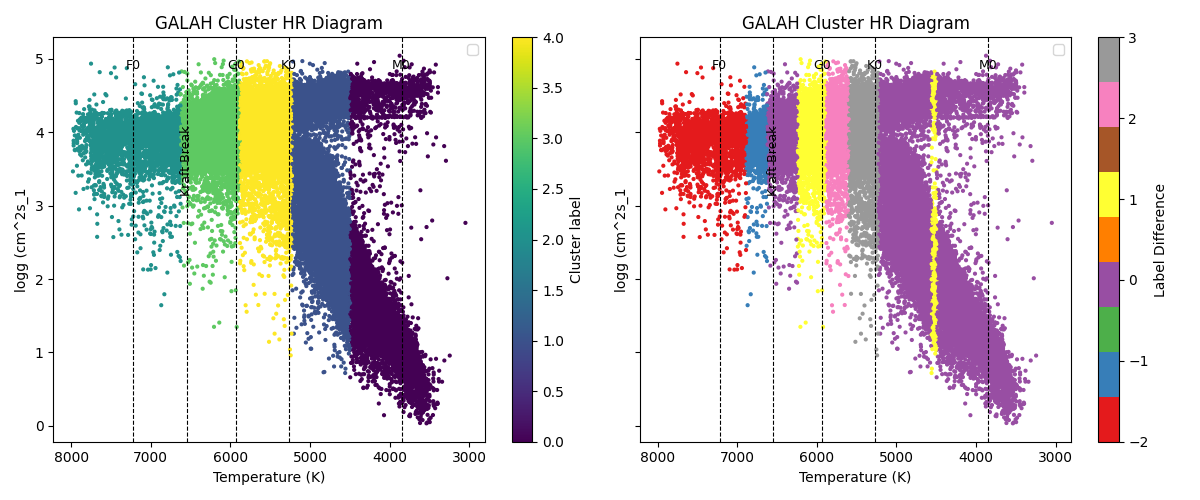 GALAH Cluster HR Diagram
5
4
3
2
1
0
logg (cm^2s_1
F0
Kraft Break
G0
K0
M0
8000 7000 6000 5000 4000 3000
Temperature (K)
4.0
3.5
3.0
2.5
2.0
1.5
1.0
0.5
0.0
Cluster label
GALAH Cluster HR Diagram
logg (cm^2s_1
F0
Kraft Break
G0
K0
M0
8000 7000 6000 5000 4000 3000
Temperature (K)
3
2
1
0
−1
−2
Label Difference